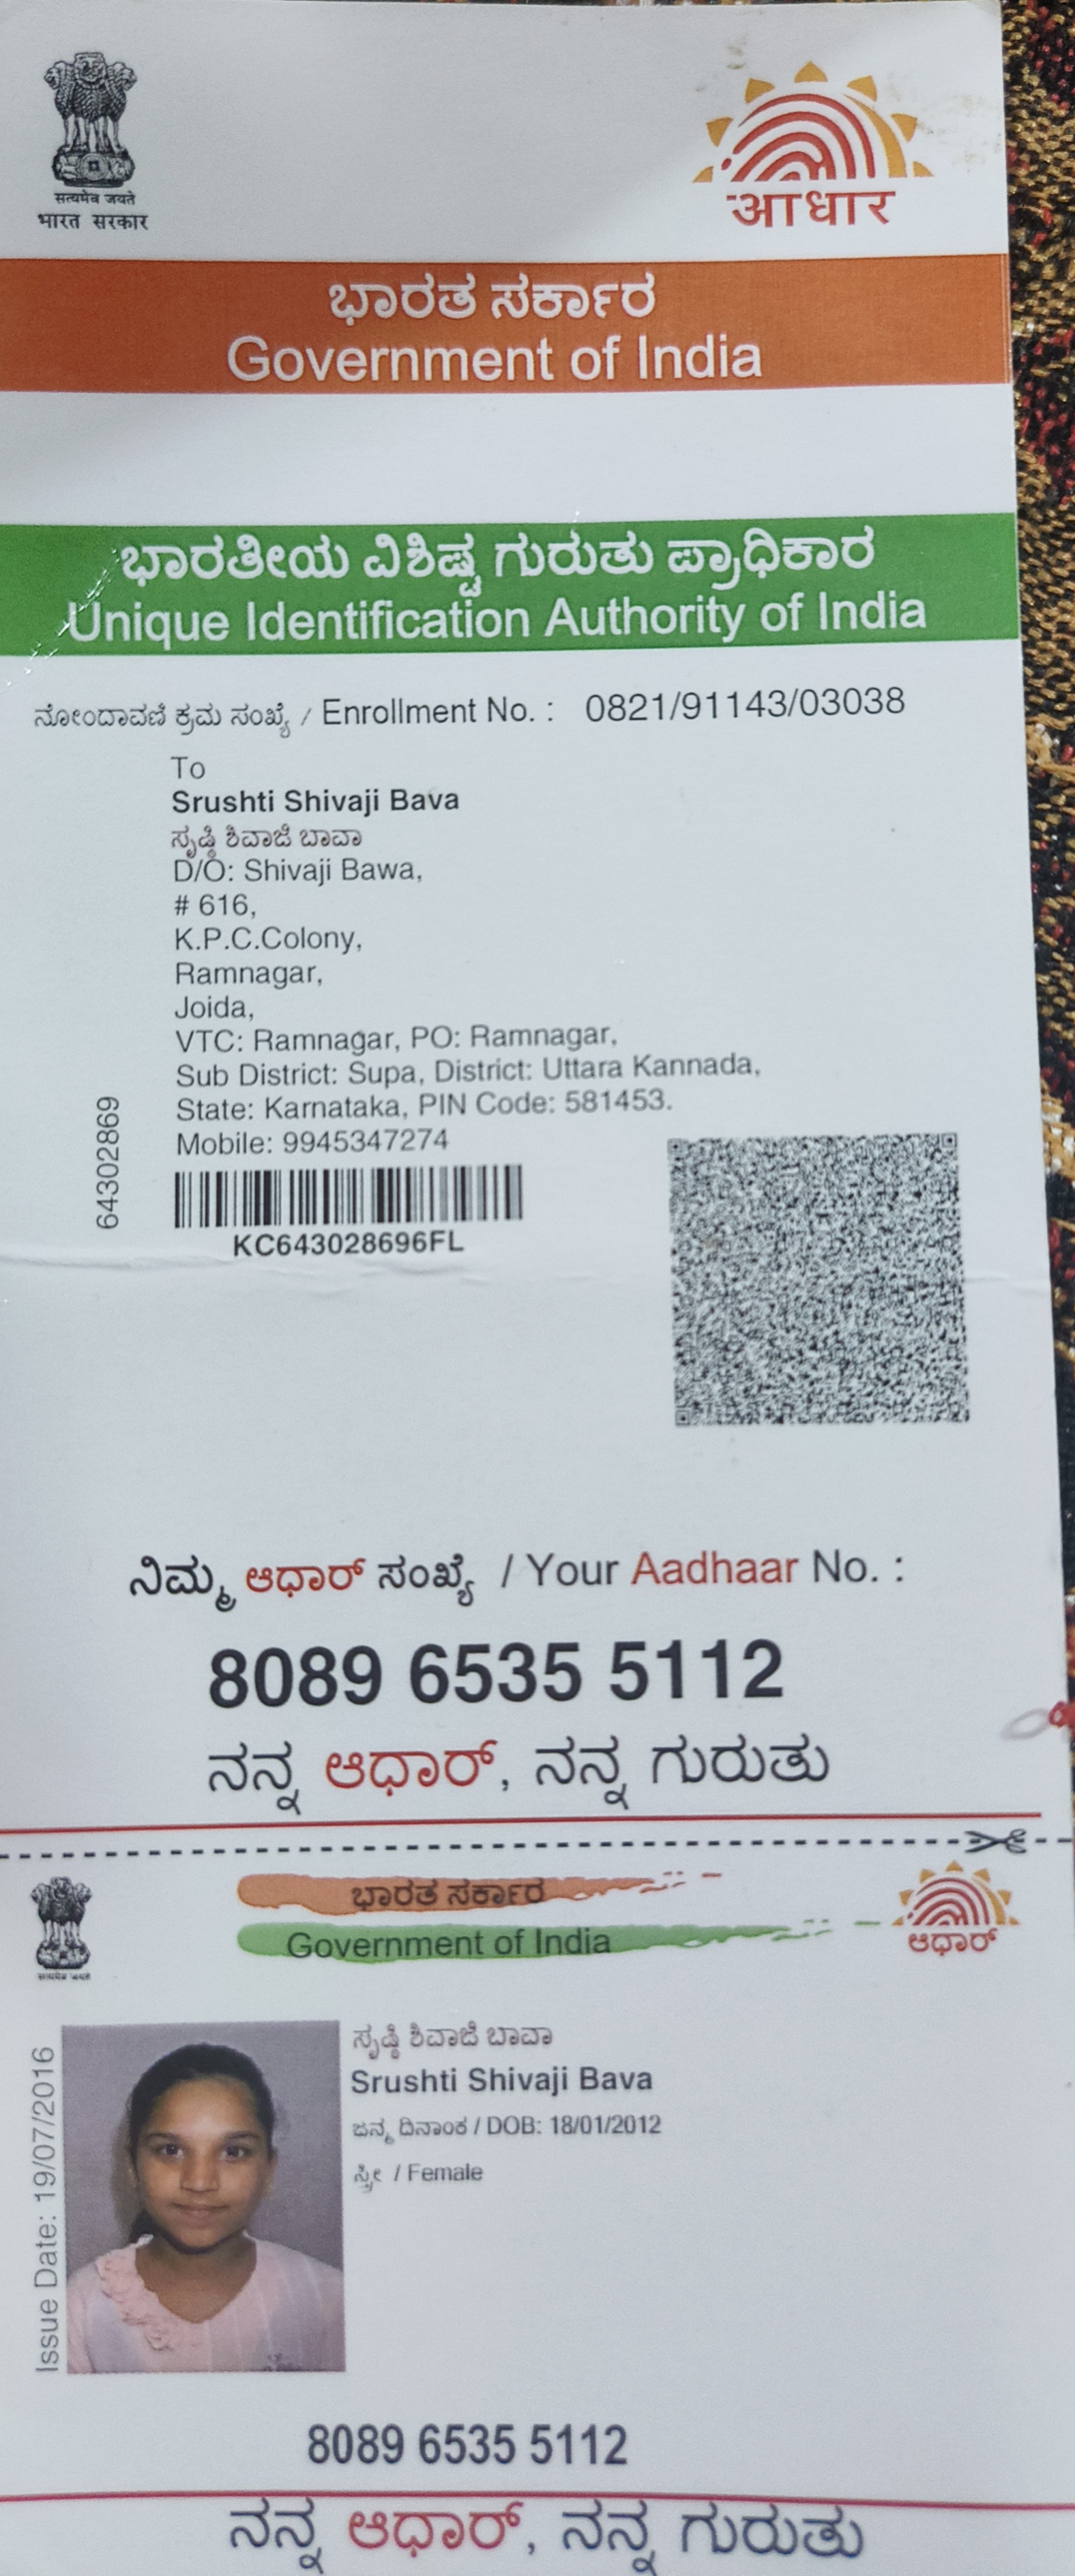 सत्यमेव जयते
भारत सरकार
आधार
ಭಾರತ ಸರ್ಕಾರ
Government of India
ಭಾರತೀಯ ವಿಶಿಷ್ಟ ಗುರುತು ಪ್ರಾಧಿಕಾರ
Unique Identification Authority of India
ನೋಂದಾವಣಿ ಕ್ರಮ ಸಂಖ್ಯೆ / Enrollment No. : 0821/91143/03038
To
Srushti Shivaji Bava
ಸೃಷ್ಠಿ ಶಿವಾಜಿ ಬಾವಾ
D/O: Shivaji Bawa,
# 616,
K.P.C.Colony,
Ramnagar,
Joida,
VTC: Ramnagar, PO: Ramnagar,
Sub District: Supa, District: Uttara Kannada,
State: Karnataka, PIN Code: 581453.
Mobile: 9945347274
64302869
KC643028696FL
ನಿಮ್ಮ ಆಧಾರ್ ಸಂಖ್ಯೆ / Your Aadhaar No. :
8089 6535 5112
ನನ್ನ ಆಧಾರ್, ನನ್ನ ಗುರುತು
ಭಾರತ ಸರ್ಕಾರ
Government of India
सत्यमेव जयते
ಆಧಾರ್
Issue Date: 19/07/2016
ಸೃಷ್ಠಿ ಶಿವಾಜಿ ಬಾವಾ
Srushti Shivaji Bava
ಜನ್ಮ ದಿನಾಂಕ / DOB: 18/01/2012
ಸ್ತ್ರೀ / Female
8089 6535 5112
ನನ್ನ ಆಧಾರ್, ನನ್ನ ಗುರುತು